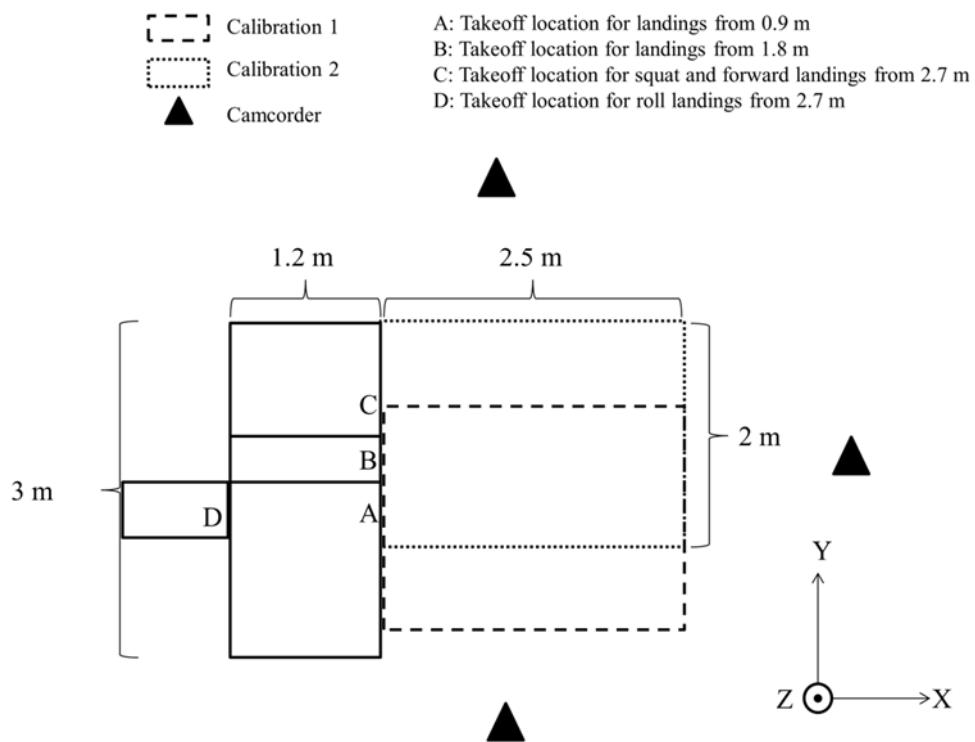 Calibration 1
Calibration 2
Camcorder
A: Takeoff location for landings from 0.9 m
B: Takeoff location for landings from 1.8 m
C: Takeoff location for squat and forward landings from 2.7 m
D: Takeoff location for roll landings from 2.7 m
1.2 m
2.5 m
C
B
2 m
3 m
D
A
Y
Z
X